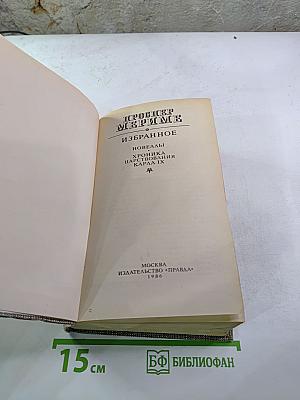 ПРОСПЕР
МЕРИМЕ
ИЗБРАННОЕ
НОВЕЛЛЫ
ХРОНИКА
ЦАРСТВОВАНИЯ
КАРЛА IX
МОСКВА
ИЗДАТЕЛЬСТВО «ПРАВДА»
1986
15 см
БФ БИБЛИОФАН